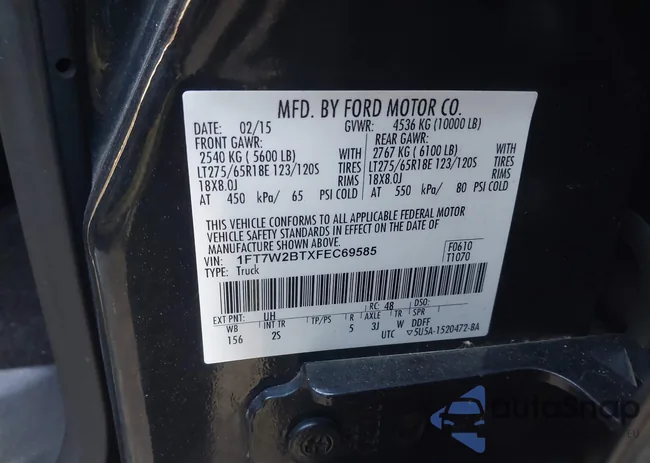 MFD. BY FORD MOTOR CO.
DATE: 02/15 GVWR: 4536 KG (10000 LB)
FRONT GAWR: REAR GAWR:
2540 KG (5600 LB) WITH 2767 KG (6100 LB) WITH
LT275/65R18E 123/120S TIRES LT275/65R18E 123/120S TIRES
18X8.0J RIMS 18X8.0J RIMS
AT 450 kPa/ 65 PSI COLD AT 550 kPa/ 80 PSI COLD
THIS VEHICLE CONFORMS TO ALL APPLICABLE FEDERAL MOTOR
VEHICLE SAFETY STANDARDS IN EFFECT ON THE DATE OF
MANUFACTURE SHOWN ABOVE.
VIN: 1FT7W2BTXFEC69585 F0610
TYPE: Truck T1070
EXT PNT: UH RC: 48 DSO:
WB INT TR TP/PS R AXLE TR SPR
156 2S 5 3J W DDFF
UTC ▽5U5A-1520472-BA
autoSnap